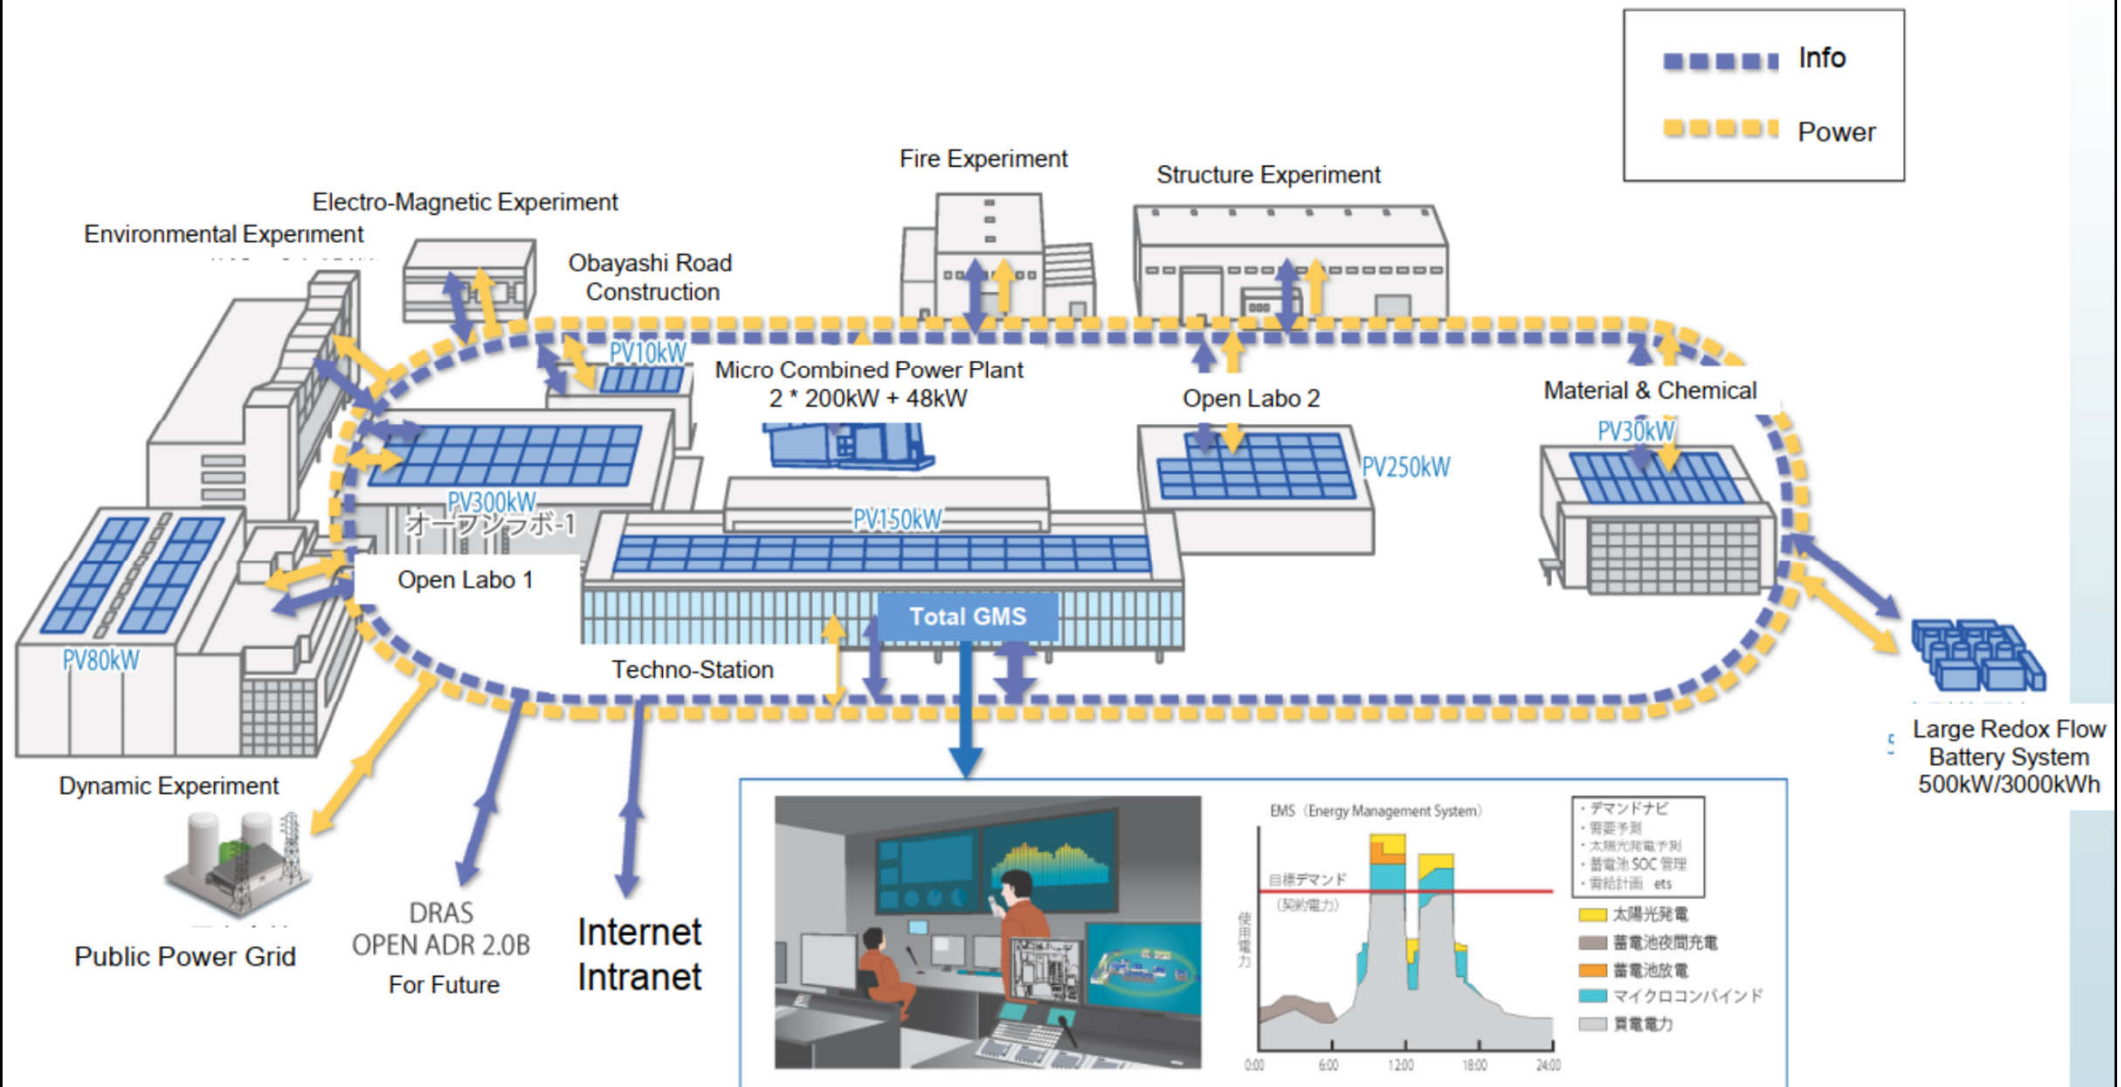 Info
Power
Fire Experiment
Structure Experiment
Electro-Magnetic Experiment
Environmental Experiment
Obayashi Road
Construction
PV10kW
Micro Combined Power Plant
2 * 200kW + 48kW
Open Labo 2
Material & Chemical
PV30kW
PV250kW
PV300kW
オープンラボ-1
PV150kW
Open Labo 1
Total GMS
PV80kW
Techno-Station
Large Redox Flow
Battery System
500kW/3000kWh
Dynamic Experiment
Public Power Grid
DRAS
OPEN ADR 2.0B
For Future
Internet
Intranet
EMS（Energy Management System）
・デマンドナビ
・需要予測
・太陽光発電予測
・蓄電池 SOC 管理
・需給計画 ets
目標デマンド
（契約電力）
使用電力
太陽光発電
蓄電池夜間充電
蓄電池放電
マイクロコンバインド
買電電力
0:00 6:00 12:00 18:00 24:00